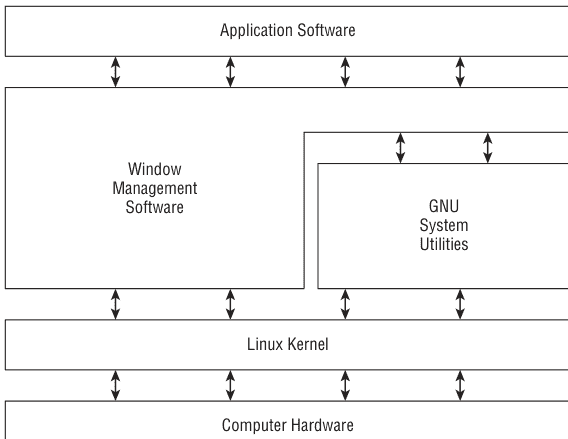 Application Software
Window
Management
Software
GNU
System
Utilities
Linux Kernel
Computer Hardware